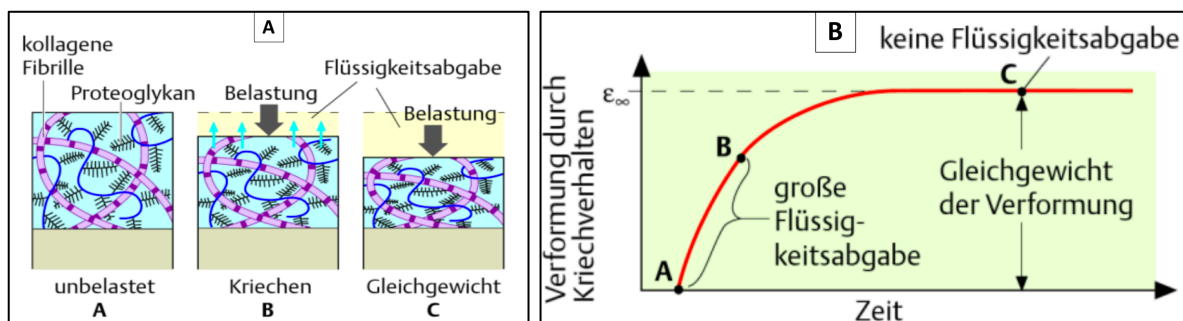 A
kollagene
Fibrille
Proteoglykan
Flüssigkeitsabgabe
Belastung
Belastung
unbelastet
A
Kriechen
B
Gleichgewicht
C
B
Verformung durch
Kriechverhalten
ε∞
keine Flüssigkeitsabgabe
C
B
A
große
Flüssig-
keitsabgabe
Gleichgewicht
der Verformung
Zeit